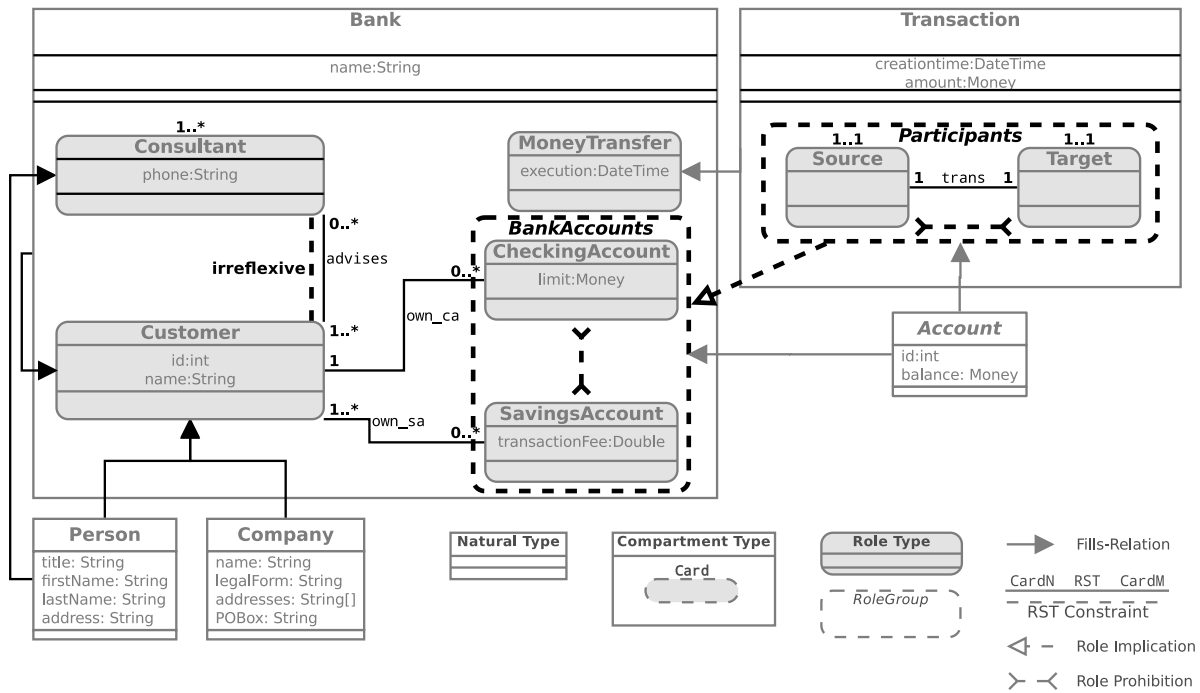 Bank
name:String
Transaction
creationtime:DateTime
amount:Money
1..*
Consultant
phone:String
MoneyTransfer
execution:DateTime
Participants
1..1
Source
1..1
Target
1
trans
1
0..*
advises
irreflexive
BankAccounts
CheckingAccount
limit:Money
0..*
own_ca
Customer
id:int
name:String
1..*
1
1..*
own_sa
0..*
SavingsAccount
transactionFee:Double
Account
id:int
balance: Money
Person
title: String
firstName: String
lastName: String
address: String
Company
name: String
legalForm: String
addresses: String[]
POBox: String
Natural Type
Compartment Type
Card
Role Type
RoleGroup
Fills-Relation
CardN RST CardM
RST Constraint
Role Implication
Role Prohibition